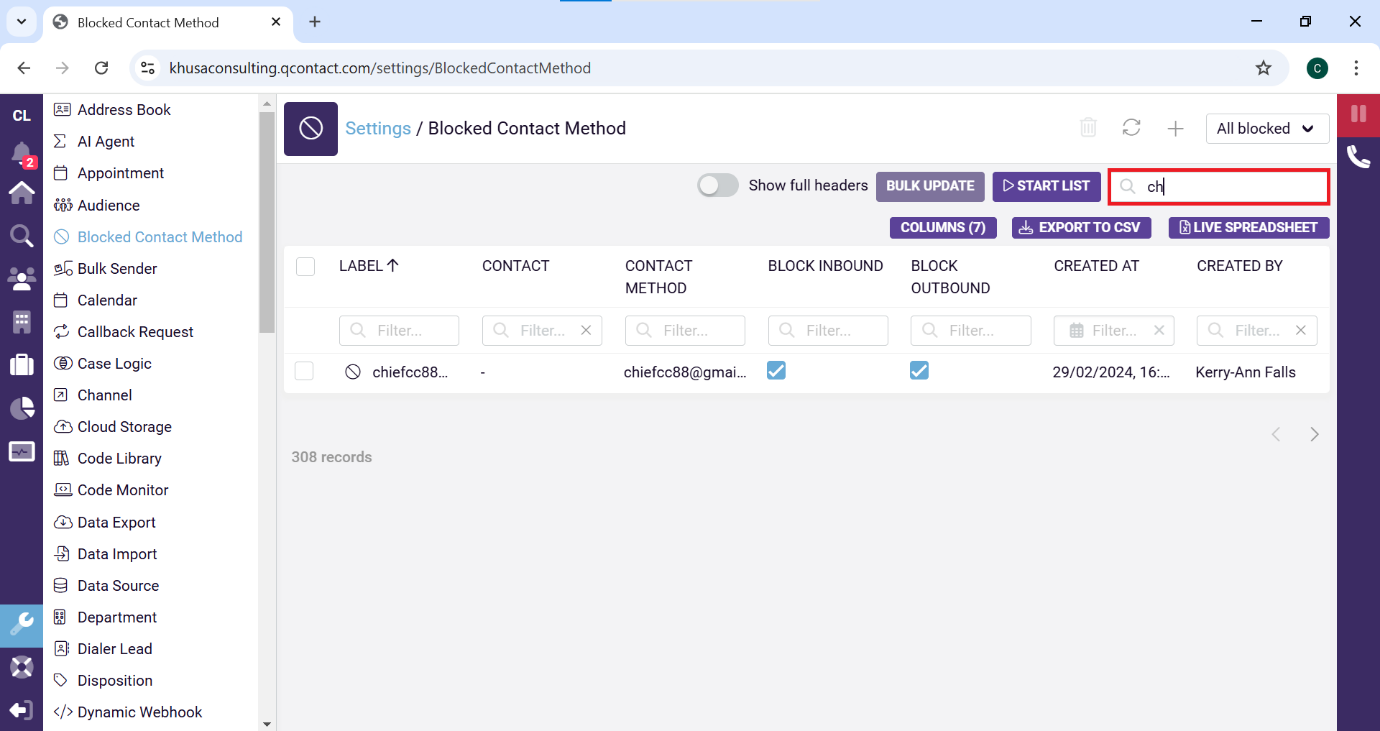 Blocked Contact Method
khusaconsulting.qcontact.com/settings/BlockedContactMethod
C
CL
2
Address Book
AI Agent
Appointment
Audience
Blocked Contact Method
Bulk Sender
Calendar
Callback Request
Case Logic
Channel
Cloud Storage
Code Library
Code Monitor
Data Export
Data Import
Data Source
Department
Dialer Lead
Disposition
Dynamic Webhook
Settings / Blocked Contact Method
All blocked
Show full headers
BULK UPDATE
START LIST
ch
COLUMNS (7)
EXPORT TO CSV
LIVE SPREADSHEET
LABEL
CONTACT
CONTACT METHOD
BLOCK INBOUND
BLOCK OUTBOUND
CREATED AT
CREATED BY
Filter...
Filter...
Filter...
Filter...
Filter...
Filter...
Filter...
chiefcc88...
-
chiefcc88@gmai...
29/02/2024, 16:...
Kerry-Ann Falls
308 records